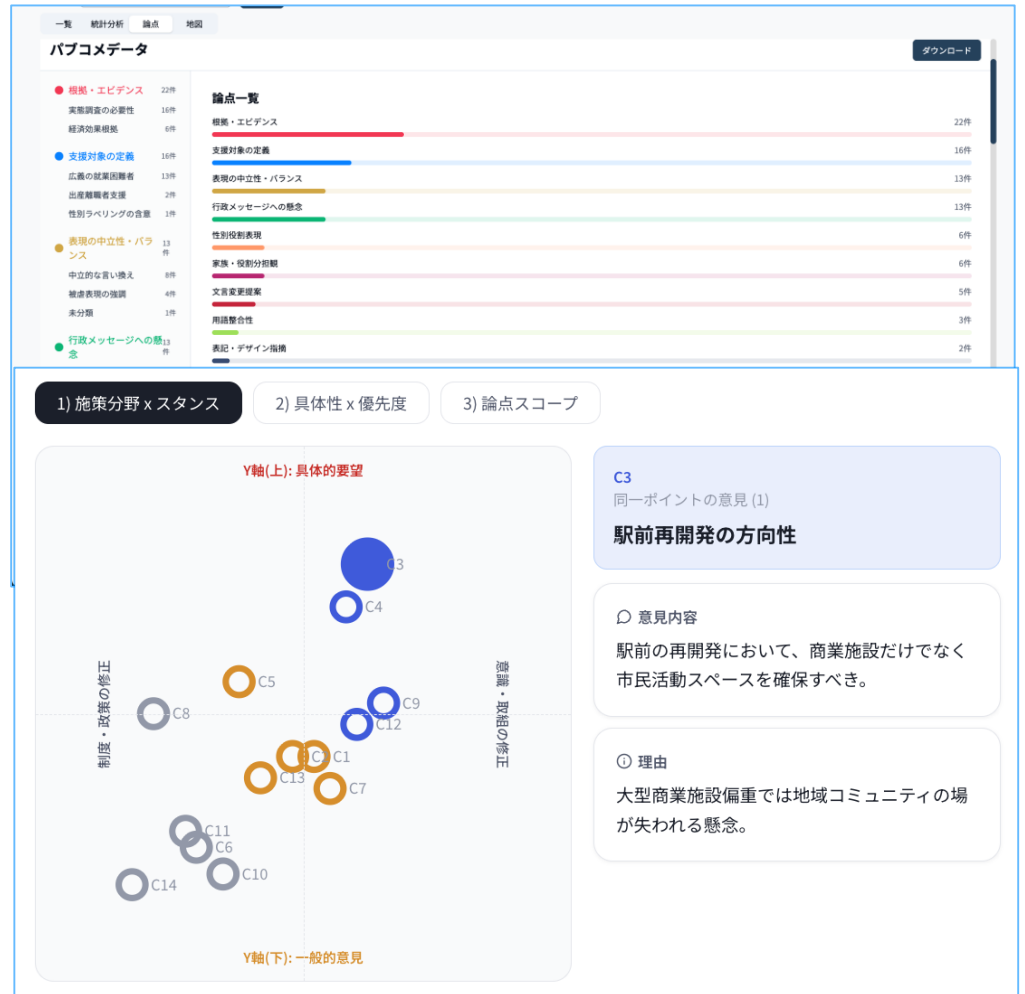 一覧
統計分析
論点
地図
パブコメデータ
ダウンロード
根拠・エビデンス 22件
実態調査の必要性 16件
経済効果根拠 6件
支援対象の定義 16件
広義の就業困難者 13件
出産離職者支援 2件
性別ラベリングの含意 1件
表現の中立性・バラ
ンス
13
件
中立的な言い換え 8件
被虐表現の強調 4件
未分類 1件
行政メッセージへの懸
念
13
件
論点一覧
根拠・エビデンス 22件
支援対象の定義 16件
表現の中立性・バランス 13件
行政メッセージへの懸念 13件
性別役割表現 6件
家族・役割分担観 6件
文言変更提案 5件
用語整合性 3件
表記・デザイン指摘 2件
1) 施策分野 x スタンス
2) 具体性 x 優先度
3) 論点スコープ
Y軸(上): 具体的要望
C3
C4
C5
制度・政策の修正
意識・取組の修正
C8
C9
C12
C1
C13
C7
C11
C6
C10
C14
Y軸(下): 一般的意見
C3
同一ポイントの意見 (1)
駅前再開発の方向性
意見内容
駅前の再開発において、商業施設だけでなく
市民活動スペースを確保すべき。
理由
大型商業施設偏重では地域コミュニティの場
が失われる懸念。